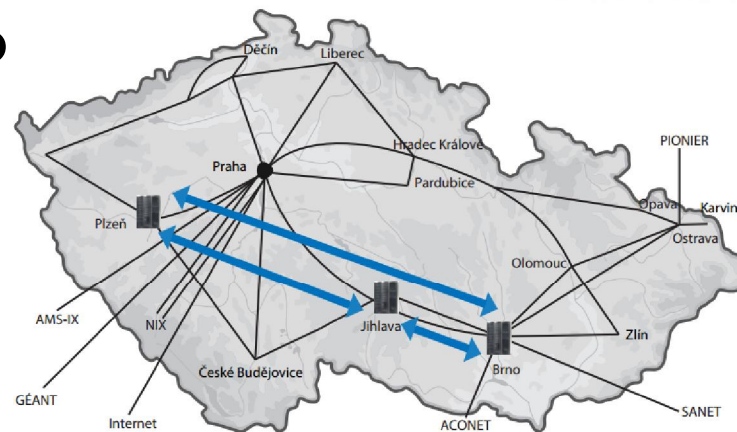 Děčín
Liberec
Hradec Králové
PIONIER
Praha
Pardubice
Opava
Karvin
Plzeň
Ostrava
Olomouc
AMS-IX
NIX
Jihlava
Zlín
České Budějovice
Brno
GÉANT
SANET
Internet
ACONET